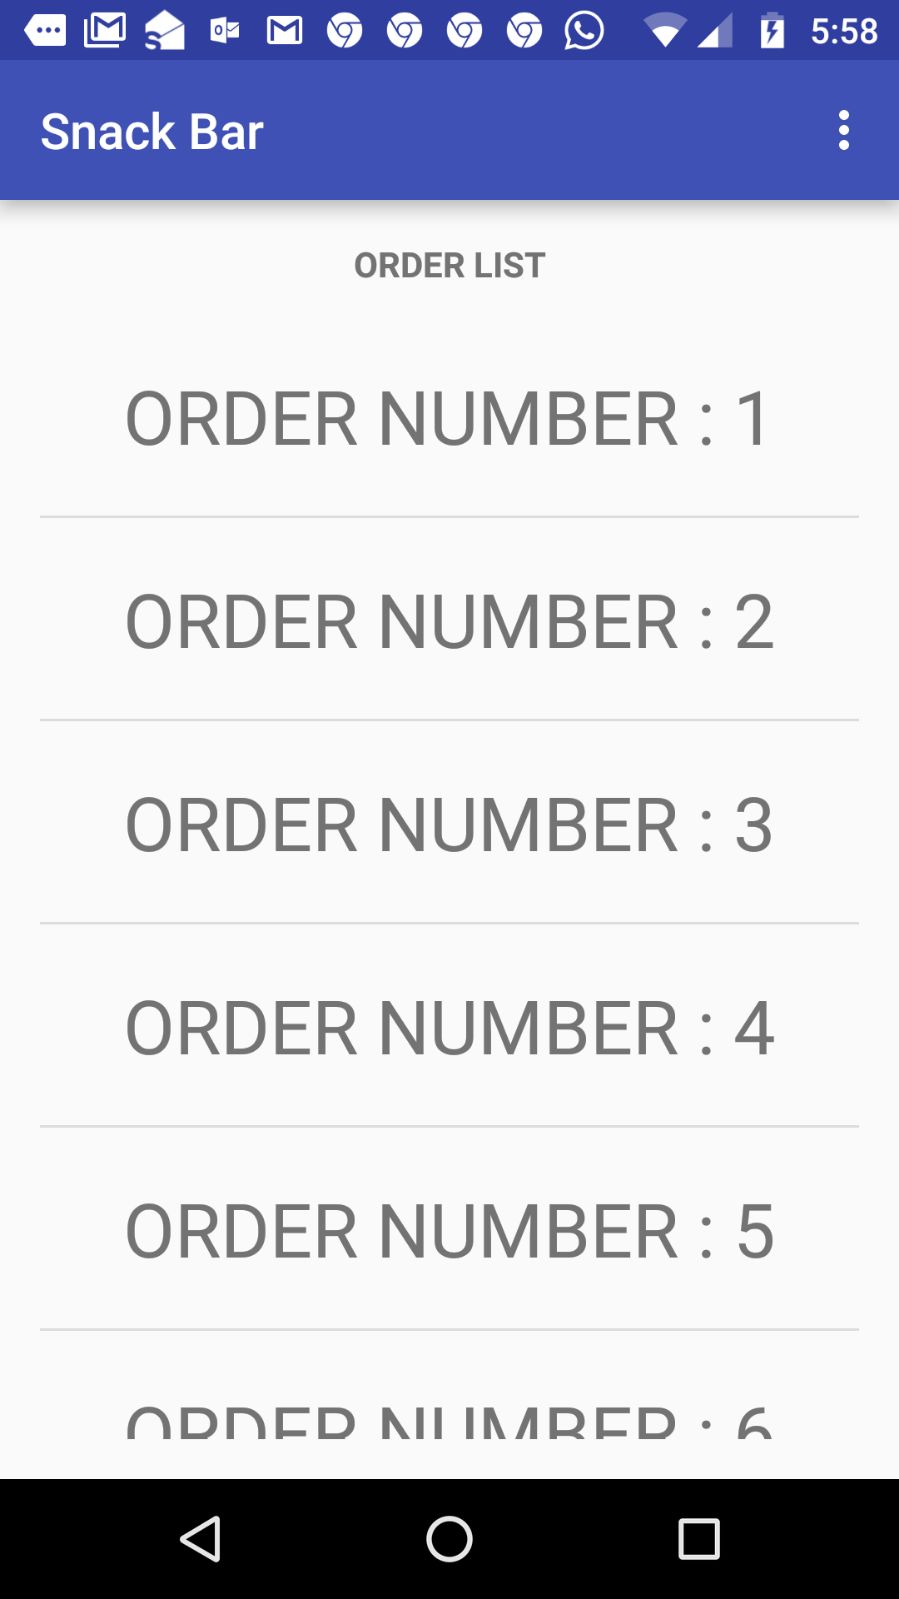 5:58
Snack Bar
ORDER LIST
ORDER NUMBER : 1
ORDER NUMBER : 2
ORDER NUMBER : 3
ORDER NUMBER : 4
ORDER NUMBER : 5
ORDER NUMBER : 6